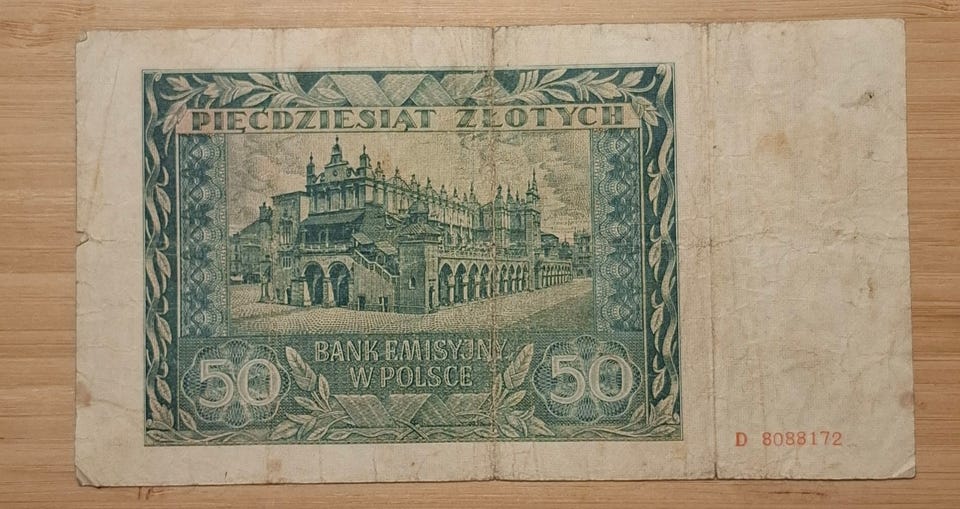 PIĘĆDZIESIĄT ZŁOTYCH
BANK EMISYJNY
W POLSCE
50 50
D 8088172